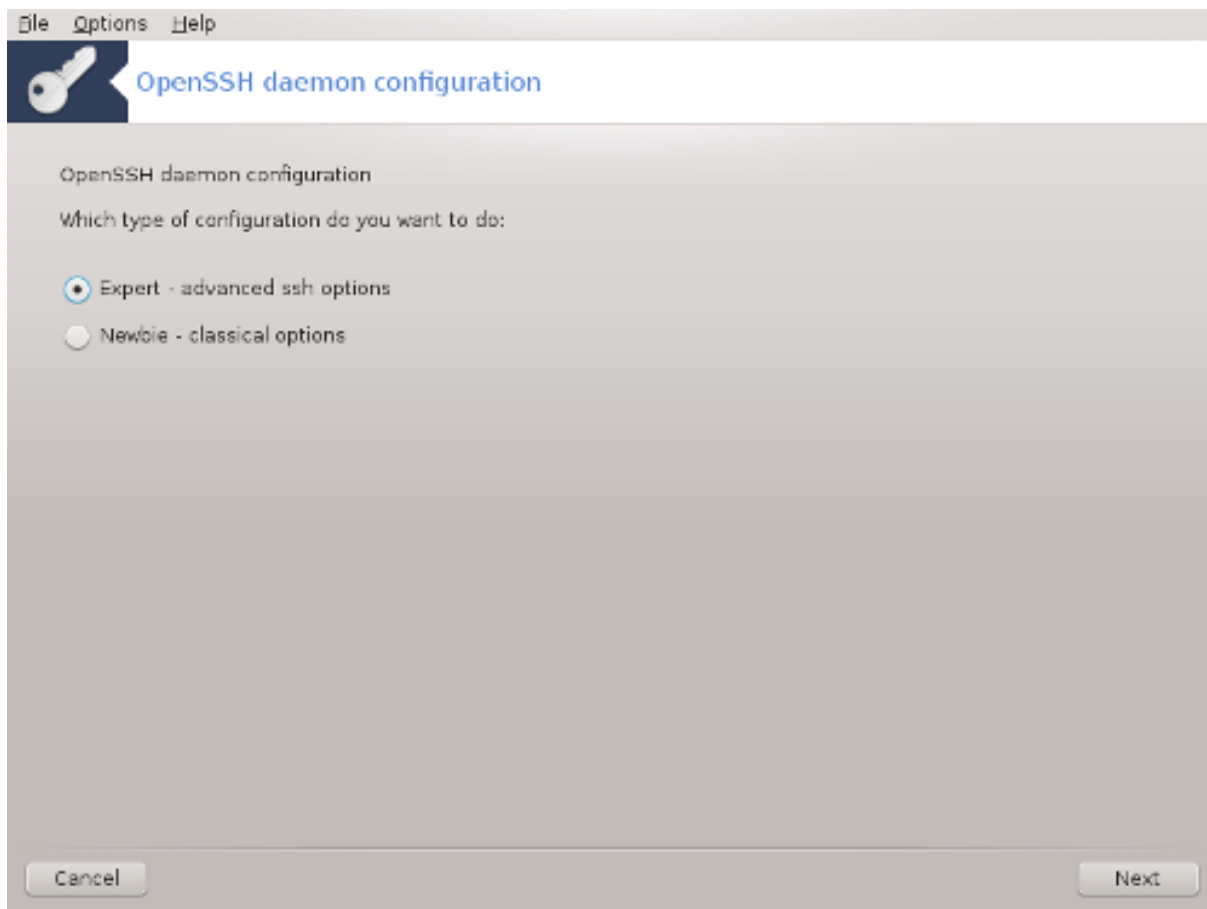 File Options Help
OpenSSH daemon configuration
OpenSSH daemon configuration
Which type of configuration do you want to do:
Expert - advanced ssh options
Newbie - classical options
Cancel Next